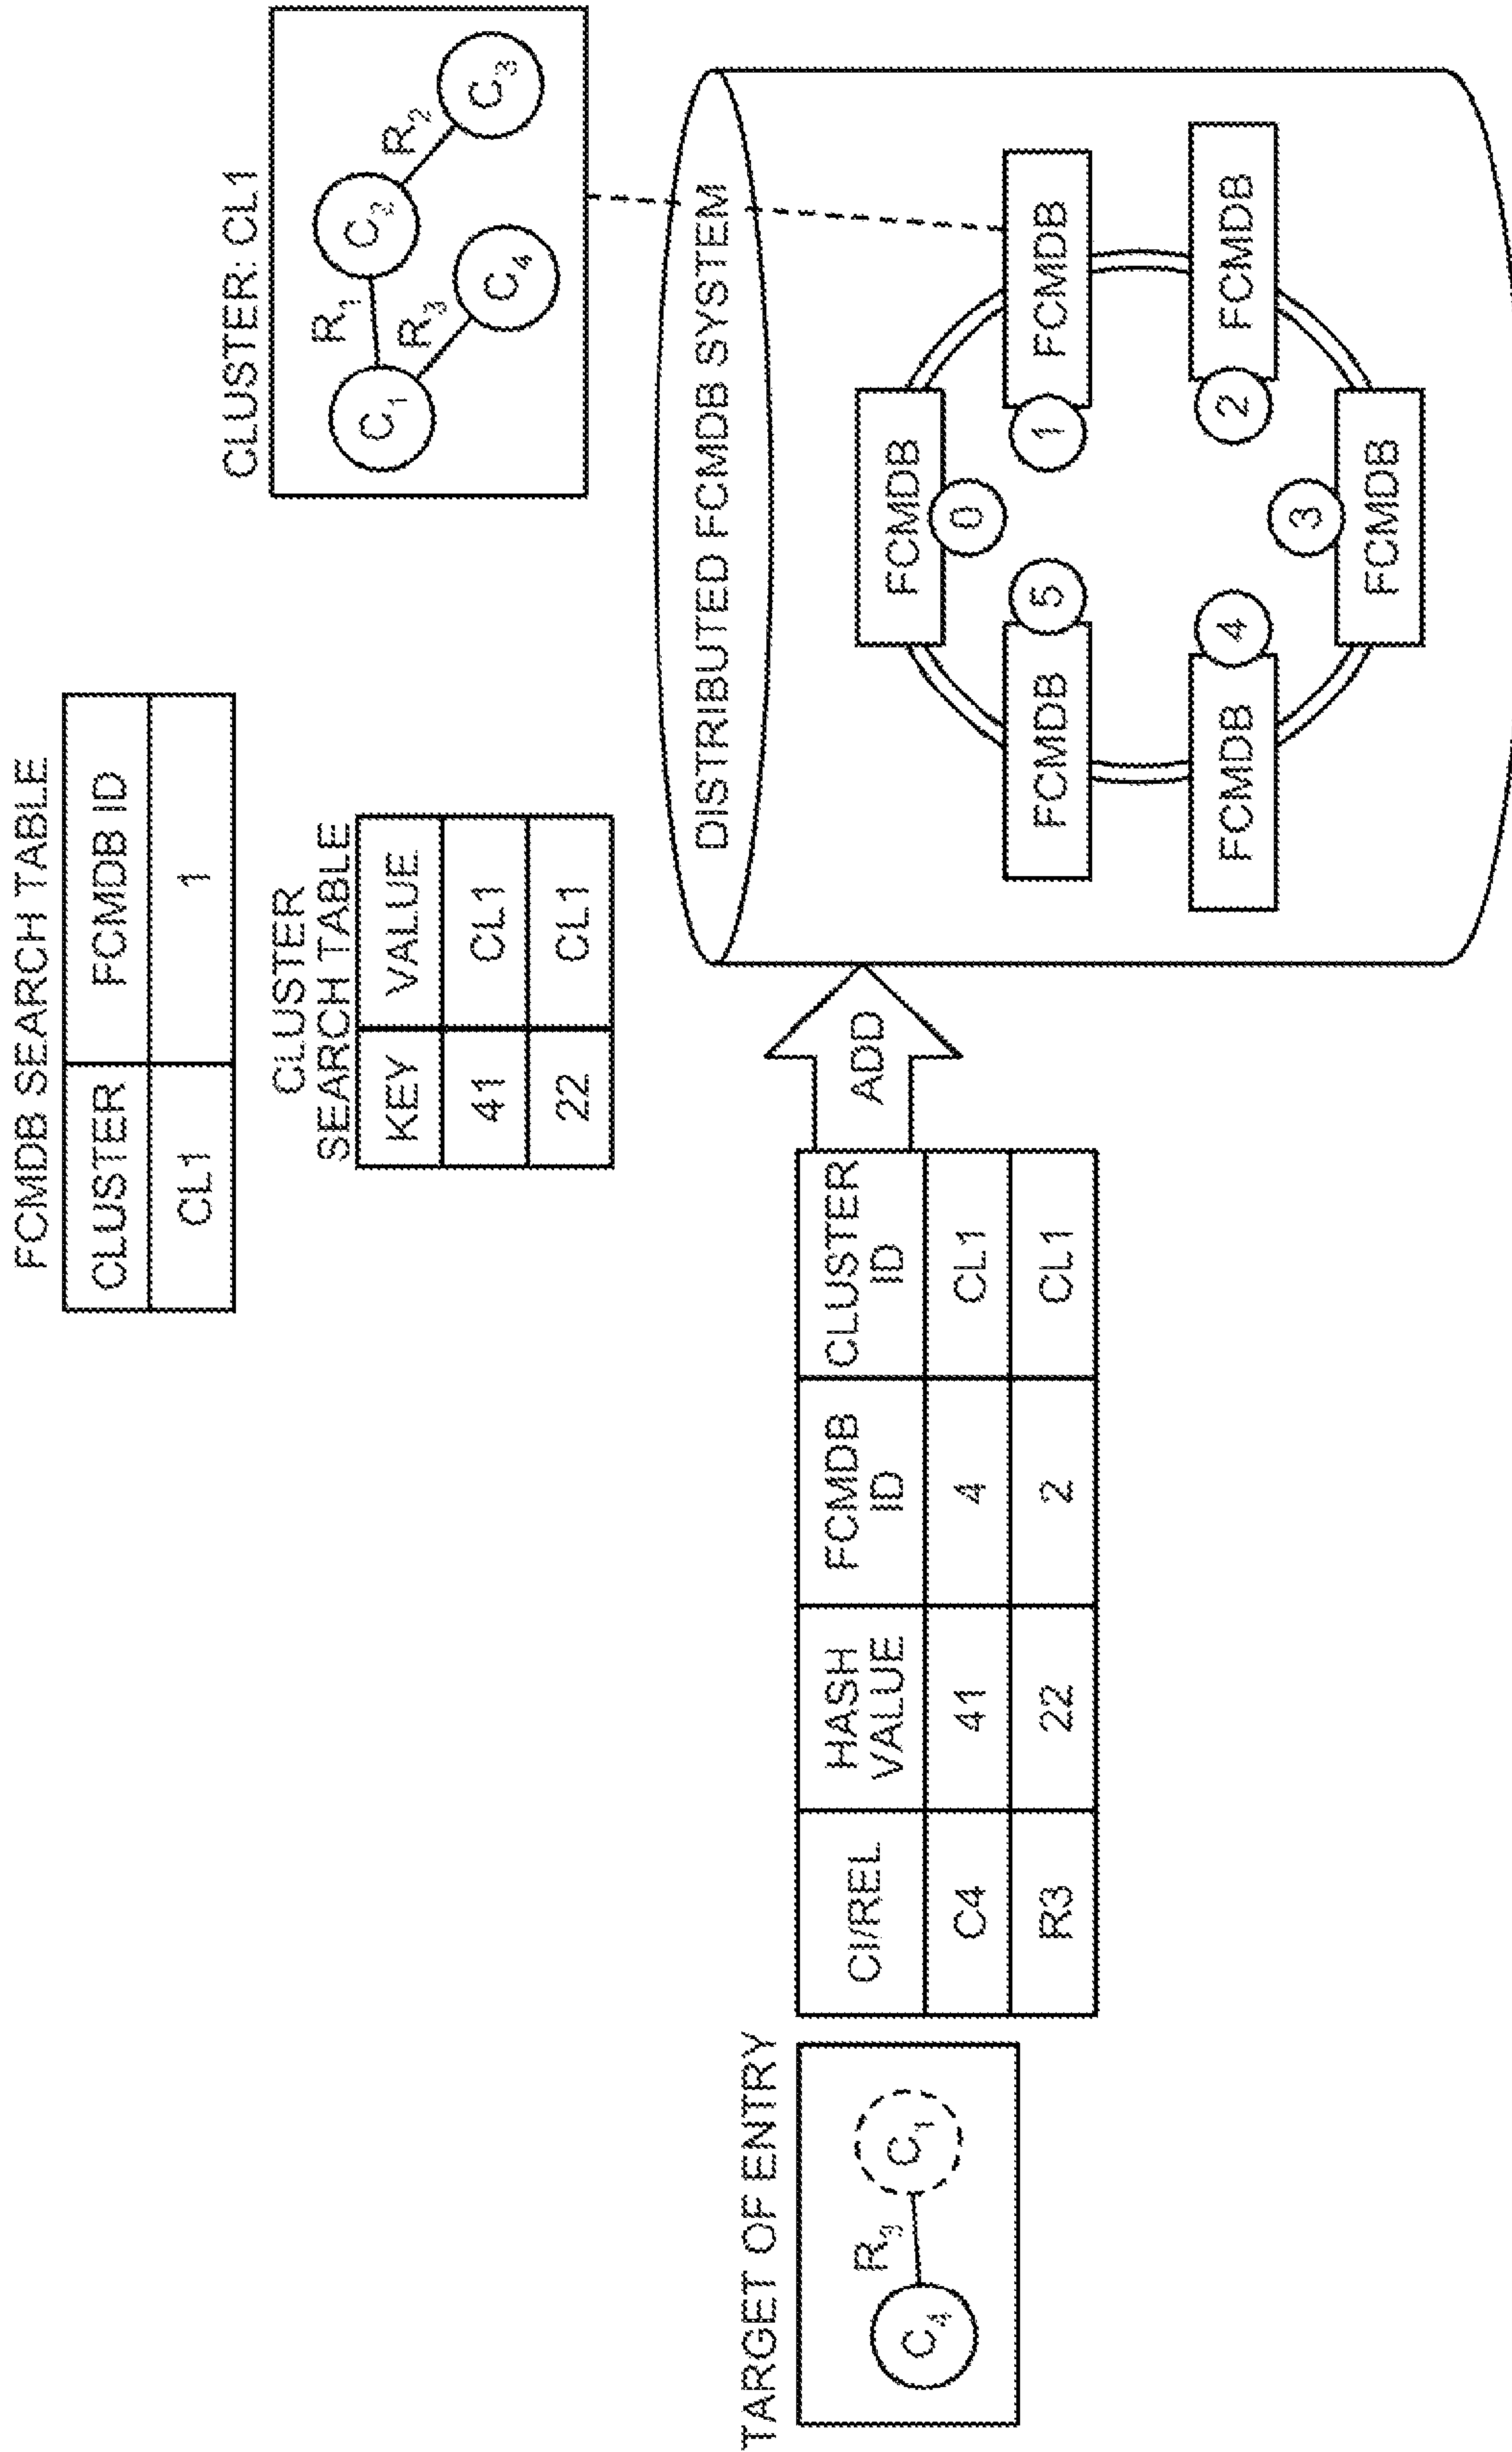 FCMDB SEARCH TABLE
CLUSTER FCMDB ID
CL1 1
CLUSTER
SEARCH TABLE
KEY VALUE
41 CL1
22 CL1
CLUSTER: CL1
C1 R1 C2 R2 C3
R3 C4
TARGET OF ENTRY
C4 R3 C1
CI/REL HASH VALUE FCMDB ID CLUSTER ID
C4 41 4 CL1
R3 22 2 CL1
ADD
DISTRIBUTED FCMDB SYSTEM
FCMDB
0
FCMDB 5 1 FCMDB
FCMDB 4 2 FCMDB
3
FCMDB